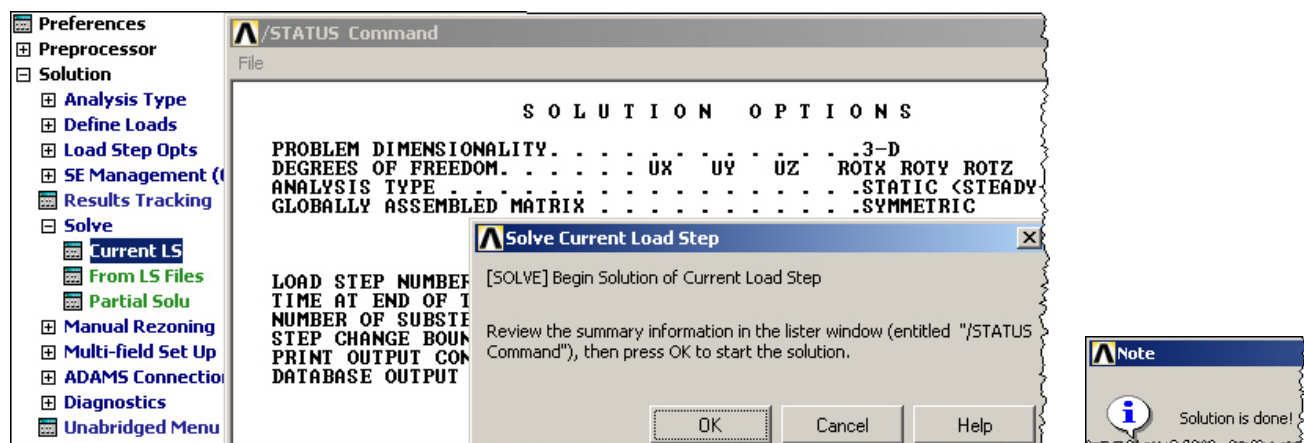 Preferences
Preprocessor
Solution
Analysis Type
Define Loads
Load Step Opts
SE Management (
Results Tracking
Solve
Current LS
From LS Files
Partial Solu
Manual Rezoning
Multi-field Set Up
ADAMS Connectio
Diagnostics
Unabridged Menu
/STATUS Command
File
S O L U T I O N   O P T I O N S
PROBLEM DIMENSIONALITY. . . . . . . . . . . . .3-D
DEGREES OF FREEDOM. . . . . . UX UY UZ ROTX ROTY ROTZ
ANALYSIS TYPE . . . . . . . . . . . . . . . . .STATIC (STEADY-
GLOBALLY ASSEMBLED MATRIX . . . . . . . . . . .SYMMETRIC
LOAD STEP NUMBER
TIME AT END OF T
NUMBER OF SUBSTE
STEP CHANGE BOUN
PRINT OUTPUT CON
DATABASE OUTPUT
Solve Current Load Step
[SOLVE] Begin Solution of Current Load Step
Review the summary information in the lister window (entitled "/STATUS
Command"), then press OK to start the solution.
OK Cancel Help
Note
Solution is done!